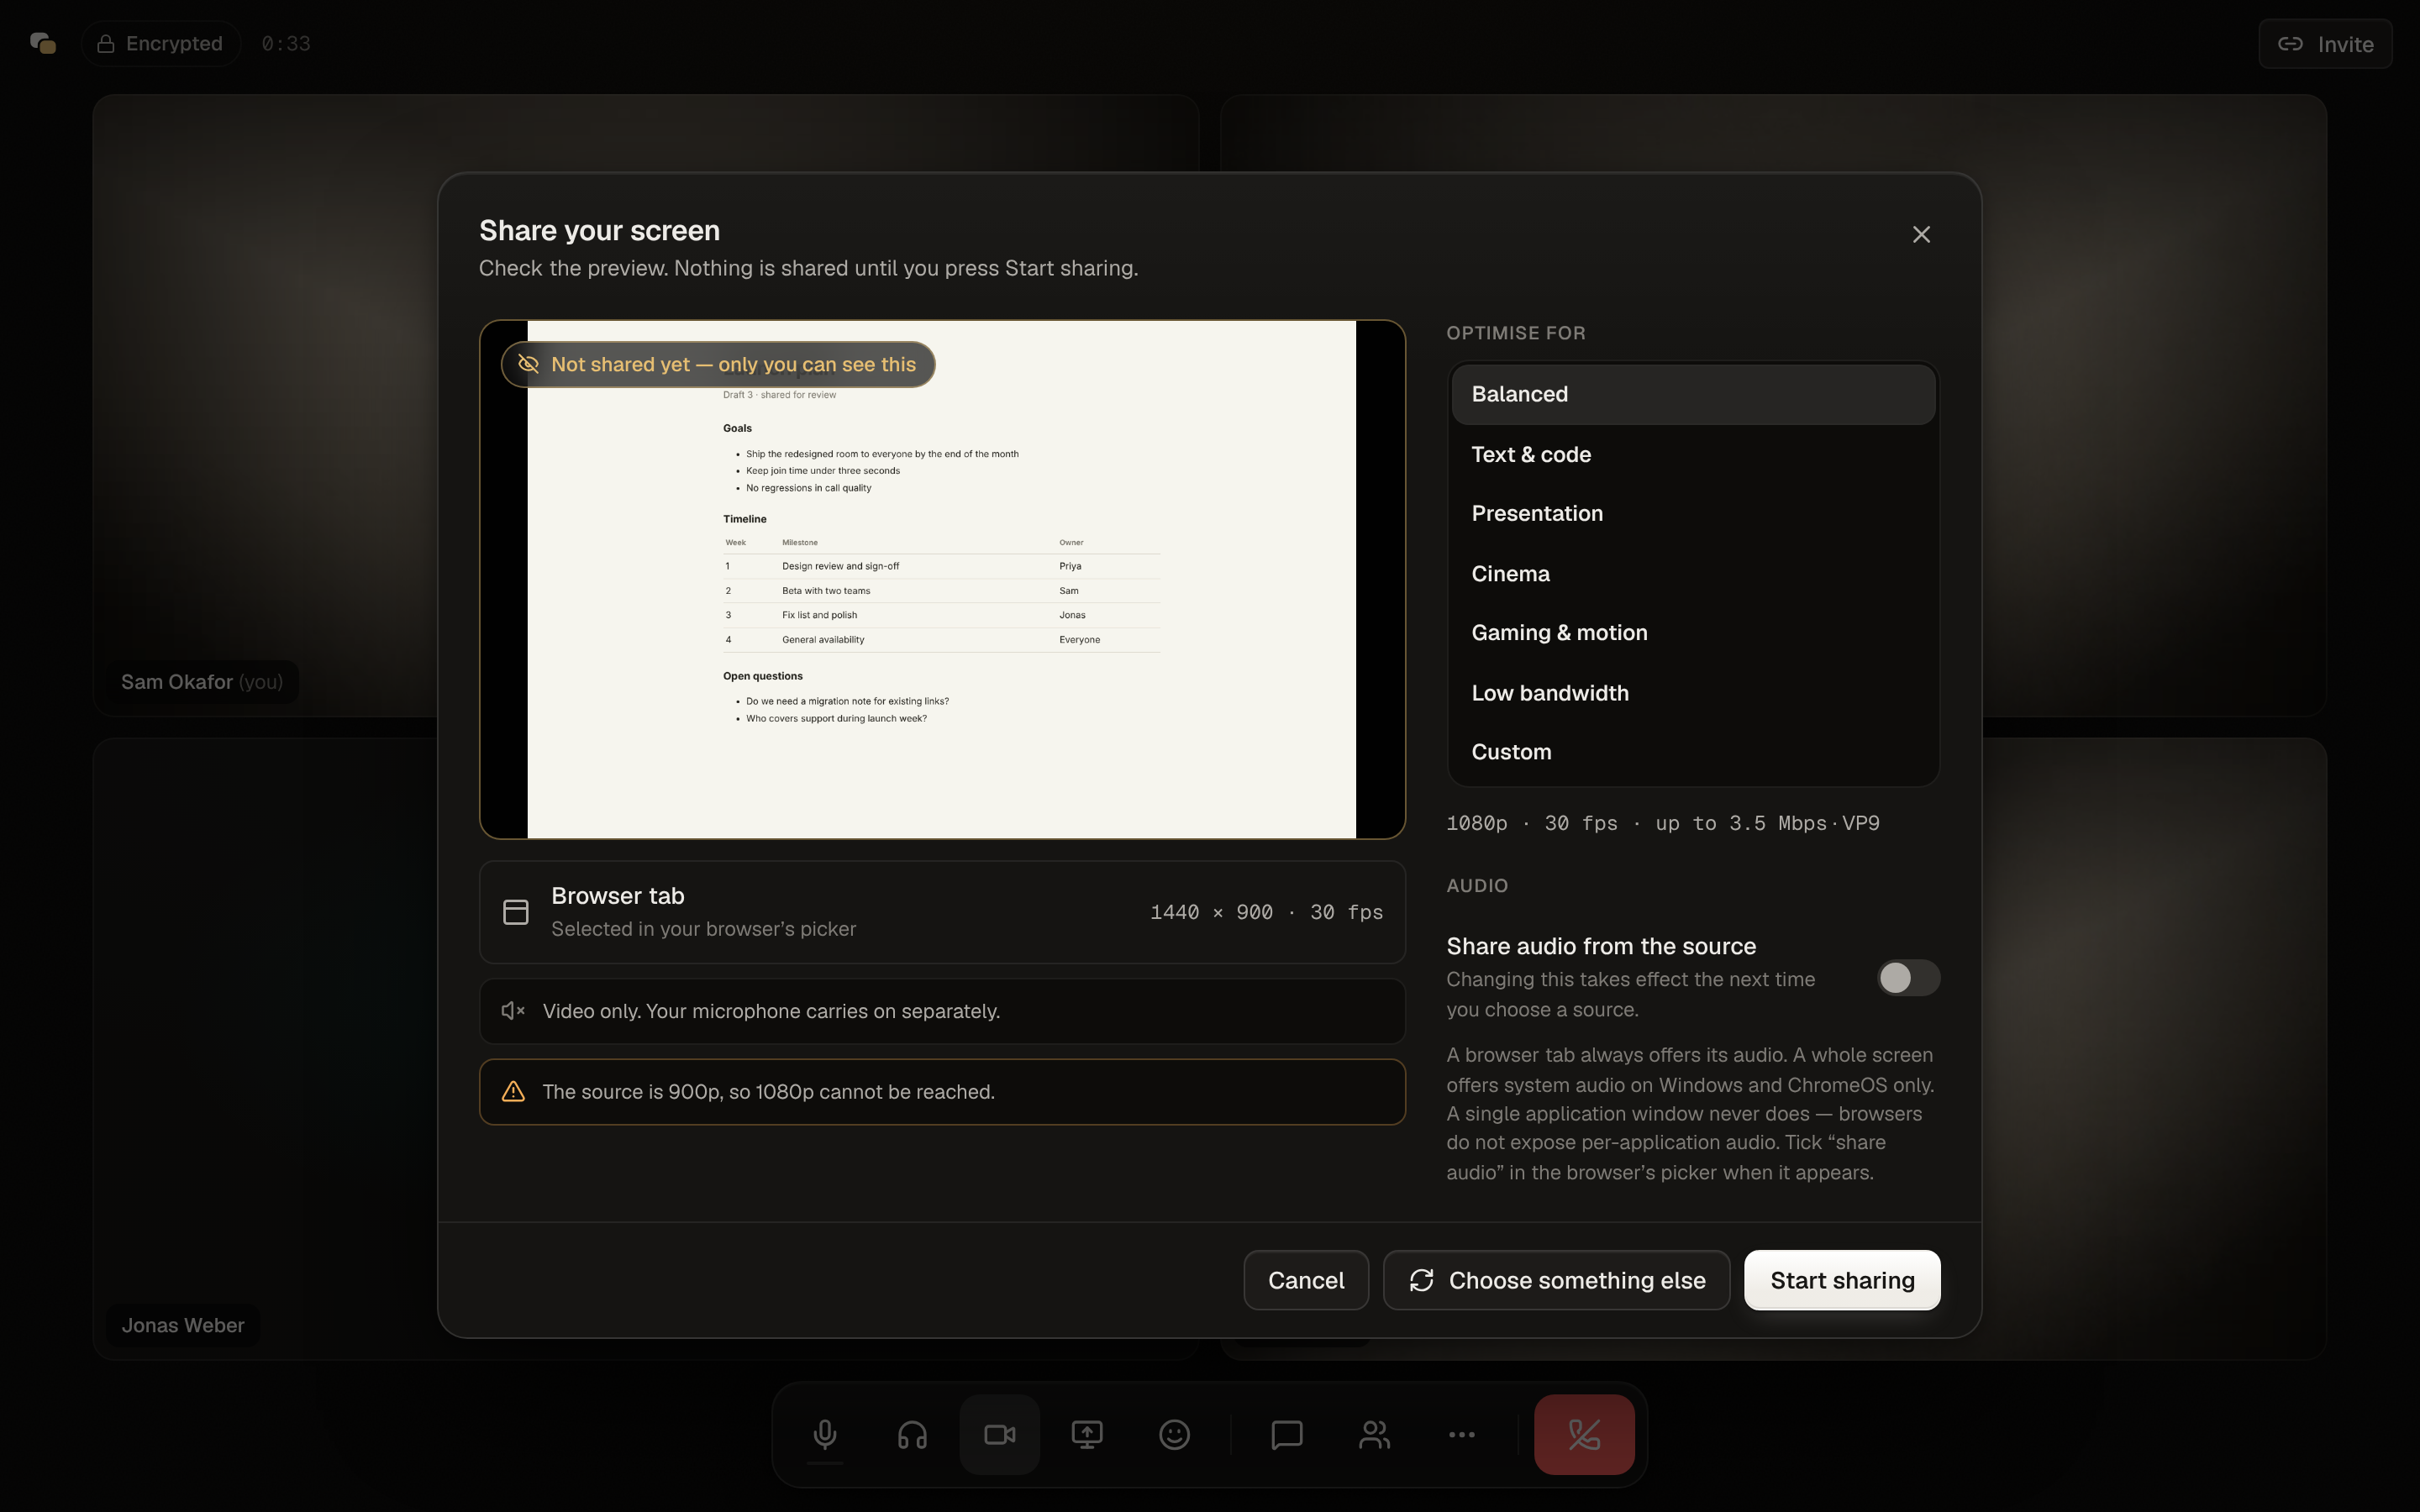 Encrypted
0:33
Invite
Share your screen
Check the preview. Nothing is shared until you press Start sharing.
Not shared yet — only you can see this
Draft 3 · shared for review
Goals
• Ship the redesigned room to everyone by the end of the month
• Keep join time under three seconds
• No regressions in call quality
Timeline
Week Milestone Owner
1 Design review and sign-off Priya
2 Beta with two teams Sam
3 Fix list and polish Jonas
4 General availability Everyone
Open questions
• Do we need a migration note for existing links?
• Who covers support during launch week?
Browser tab
Selected in your browser’s picker
1440 × 900 · 30 fps
Video only. Your microphone carries on separately.
The source is 900p, so 1080p cannot be reached.
OPTIMISE FOR
Balanced
Text & code
Presentation
Cinema
Gaming & motion
Low bandwidth
Custom
1080p · 30 fps · up to 3.5 Mbps · VP9
AUDIO
Share audio from the source
Changing this takes effect the next time
you choose a source.
A browser tab always offers its audio. A whole screen
offers system audio on Windows and ChromeOS only.
A single application window never does — browsers
do not expose per-application audio. Tick “share
audio” in the browser’s picker when it appears.
Cancel
Choose something else
Start sharing
Sam Okafor (you)
Jonas Weber